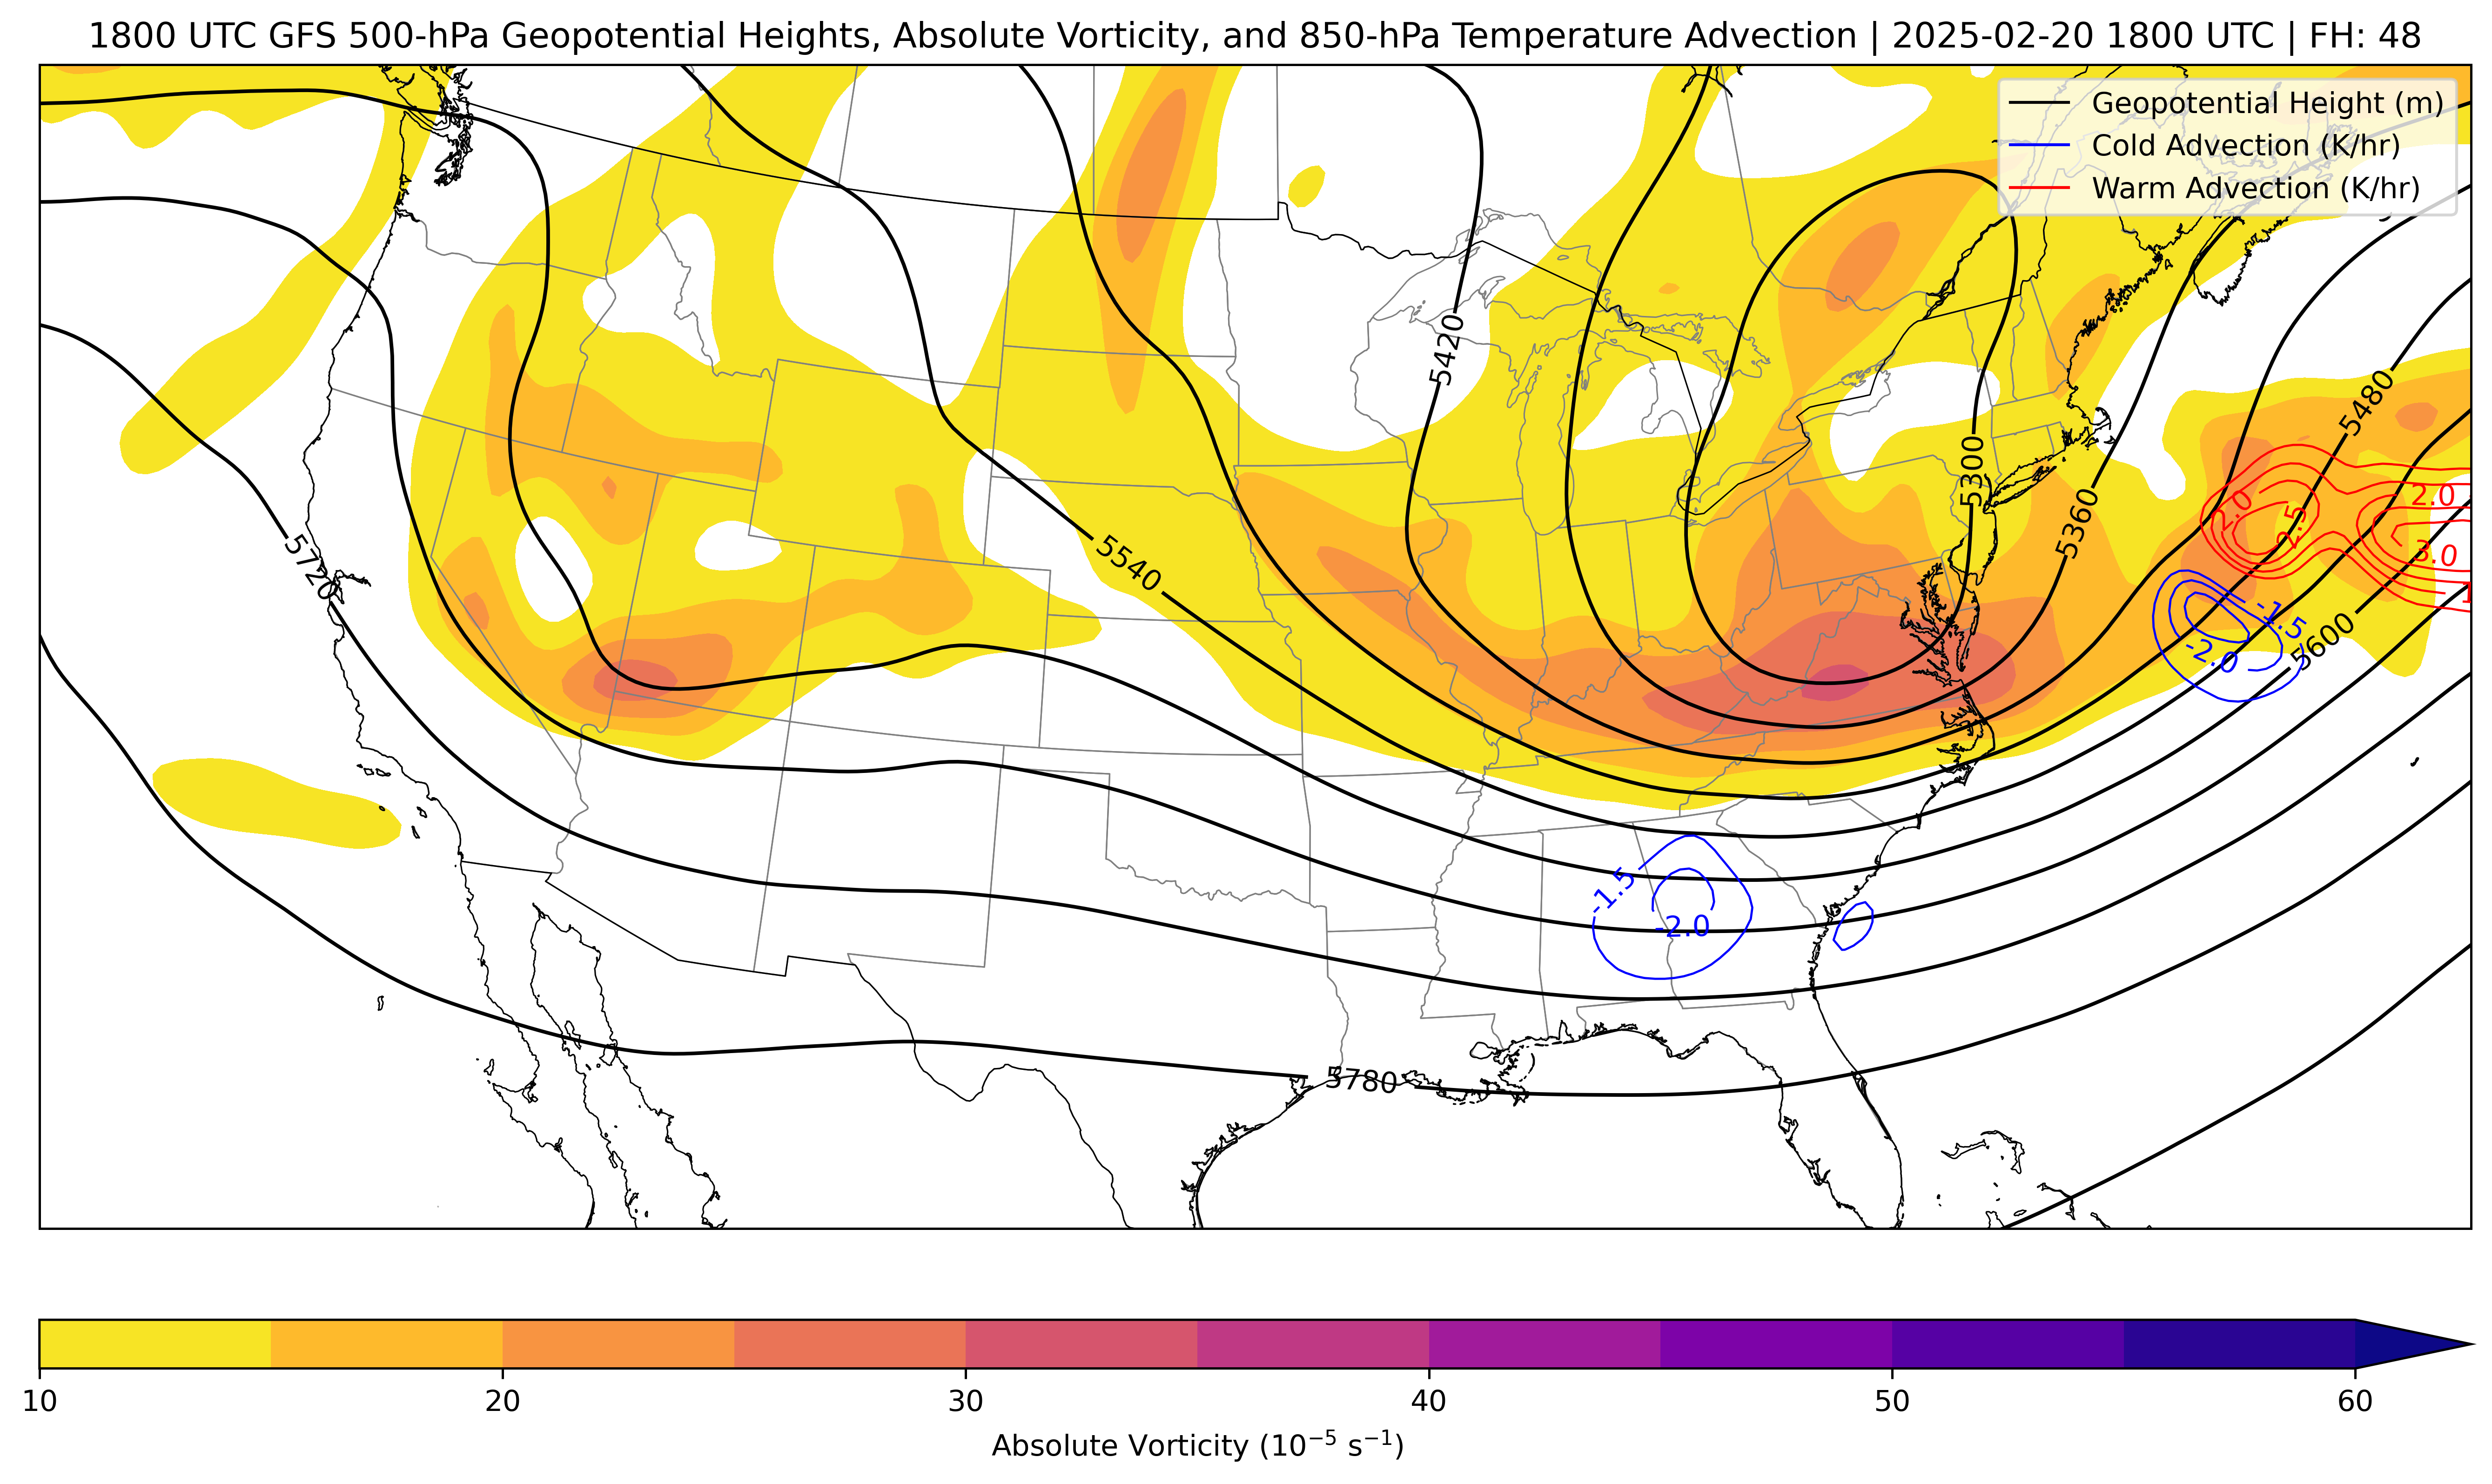 1800 UTC GFS 500-hPa Geopotential Heights, Absolute Vorticity, and 850-hPa Temperature Advection | 2025-02-20 1800 UTC | FH: 48
Geopotential Height (m)
Cold Advection (K/hr)
Warm Advection (K/hr)
5420
5480
5300
5360
2.0
2.0
2.5
3.0
5720
5540
-1.5
-2.0
5600
-1.5
-2.0
5780
10 20 30 40 50 60
Absolute Vorticity (10⁻⁵ s⁻¹)